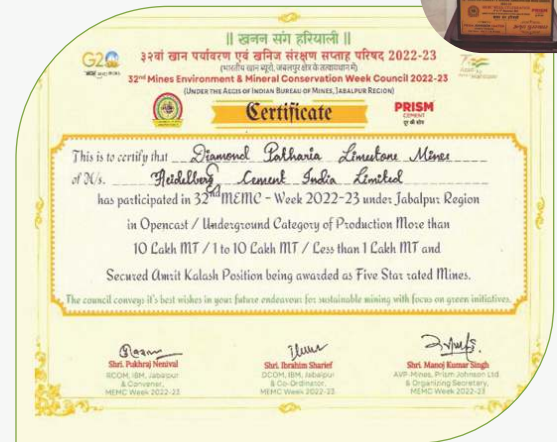 || खनन संग हरियाली ||
G20
३२वां खान पर्यावरण एवं खनिज संरक्षण सप्ताह परिषद 2022-23
(भारतीय खान ब्यूरो, जबलपुर क्षेत्र के तत्वावधान में)
32nd Mines Environment & Mineral Conservation Week Council 2022-23
(UNDER THE AEGIS OF INDIAN BUREAU OF MINES, JABALPUR REGION)
Certificate
PRISM
CEMENT
दूर की सोच
This is to certify that Diamond Patharia Limestone Mines
of M/s. Heidelberg Cement India Limited
has participated in 32nd MEMC - Week 2022-23 under Jabalpur Region
in Opencast / Underground Category of Production More than
10 Lakh MT / 1 to 10 Lakh MT / Less than 1 Lakh MT and
Secured Amrit Kalash Position being awarded as Five Star rated Mines.
The council conveys it's best wishes in your future endeavour for sustainable mining with focus on green initiatives.
Shri. Pukhraj Nenival
RCOM, IBM, Jabalpur
& Convener,
MEMC Week 2022-23
Shri. Ibrahim Sharief
DCOM, IBM, Jabalpur
& Co-Ordinator,
MEMC Week 2022-23
Shri. Manoj Kumar Singh
AVP-Mines, Prism Johnson Ltd.
& Organizing Secretary,
MEMC Week 2022-23